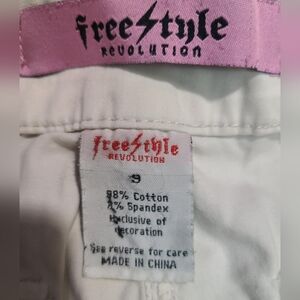 freestyle
REVOLUTION
freestyle
REVOLUTION
9
98% Cotton
2% Spandex
Exclusive of
decoration
See reverse for care
MADE IN CHINA